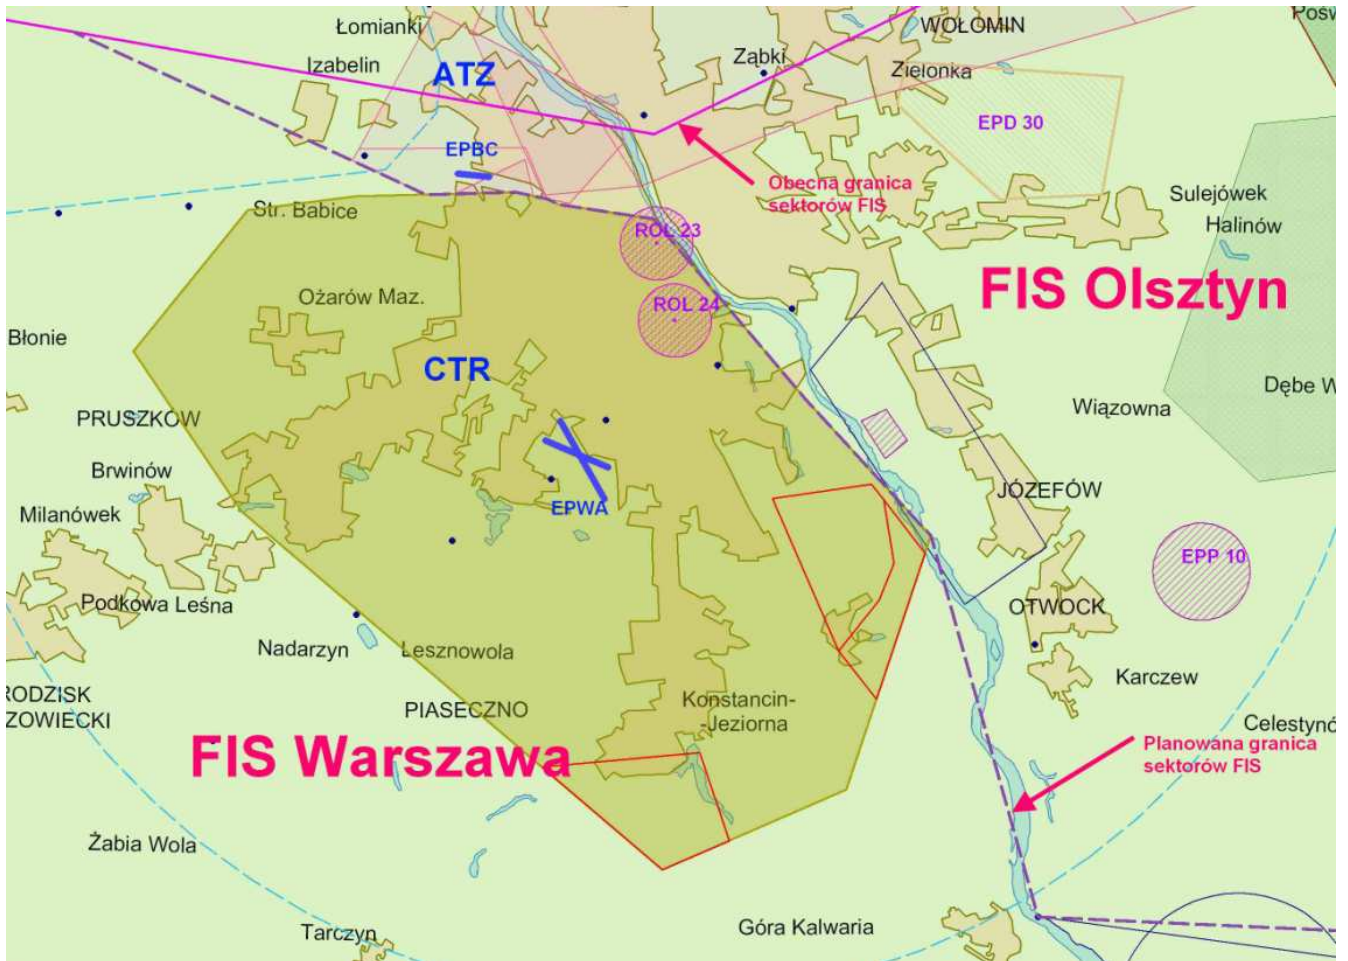 Łomianki
WOŁOMIN
Pośw
Ząbki
Izabelin
Zielonka
ATZ
EPD 30
EPBC
Obecna granica
sektorów FIS
Sulejówek
Str. Babice
Halinów
ROL 23
FIS Olsztyn
Ożarów Maz.
ROL 24
Błonie
CTR
Dębe W
Wiązowna
PRUSZKÓW
Brwinów
JÓZEFÓW
Milanówek
EPWA
EPP 10
Podkowa Leśna
OTWOCK
Nadarzyn
Lesznowola
Karczew
RODZISK
ZOWIECKI
PIASECZNO
Konstancin-
-Jeziorna
Celestynó
FIS Warszawa
Planowana granica
sektorów FIS
Żabia Wola
Góra Kalwaria
Tarczyn